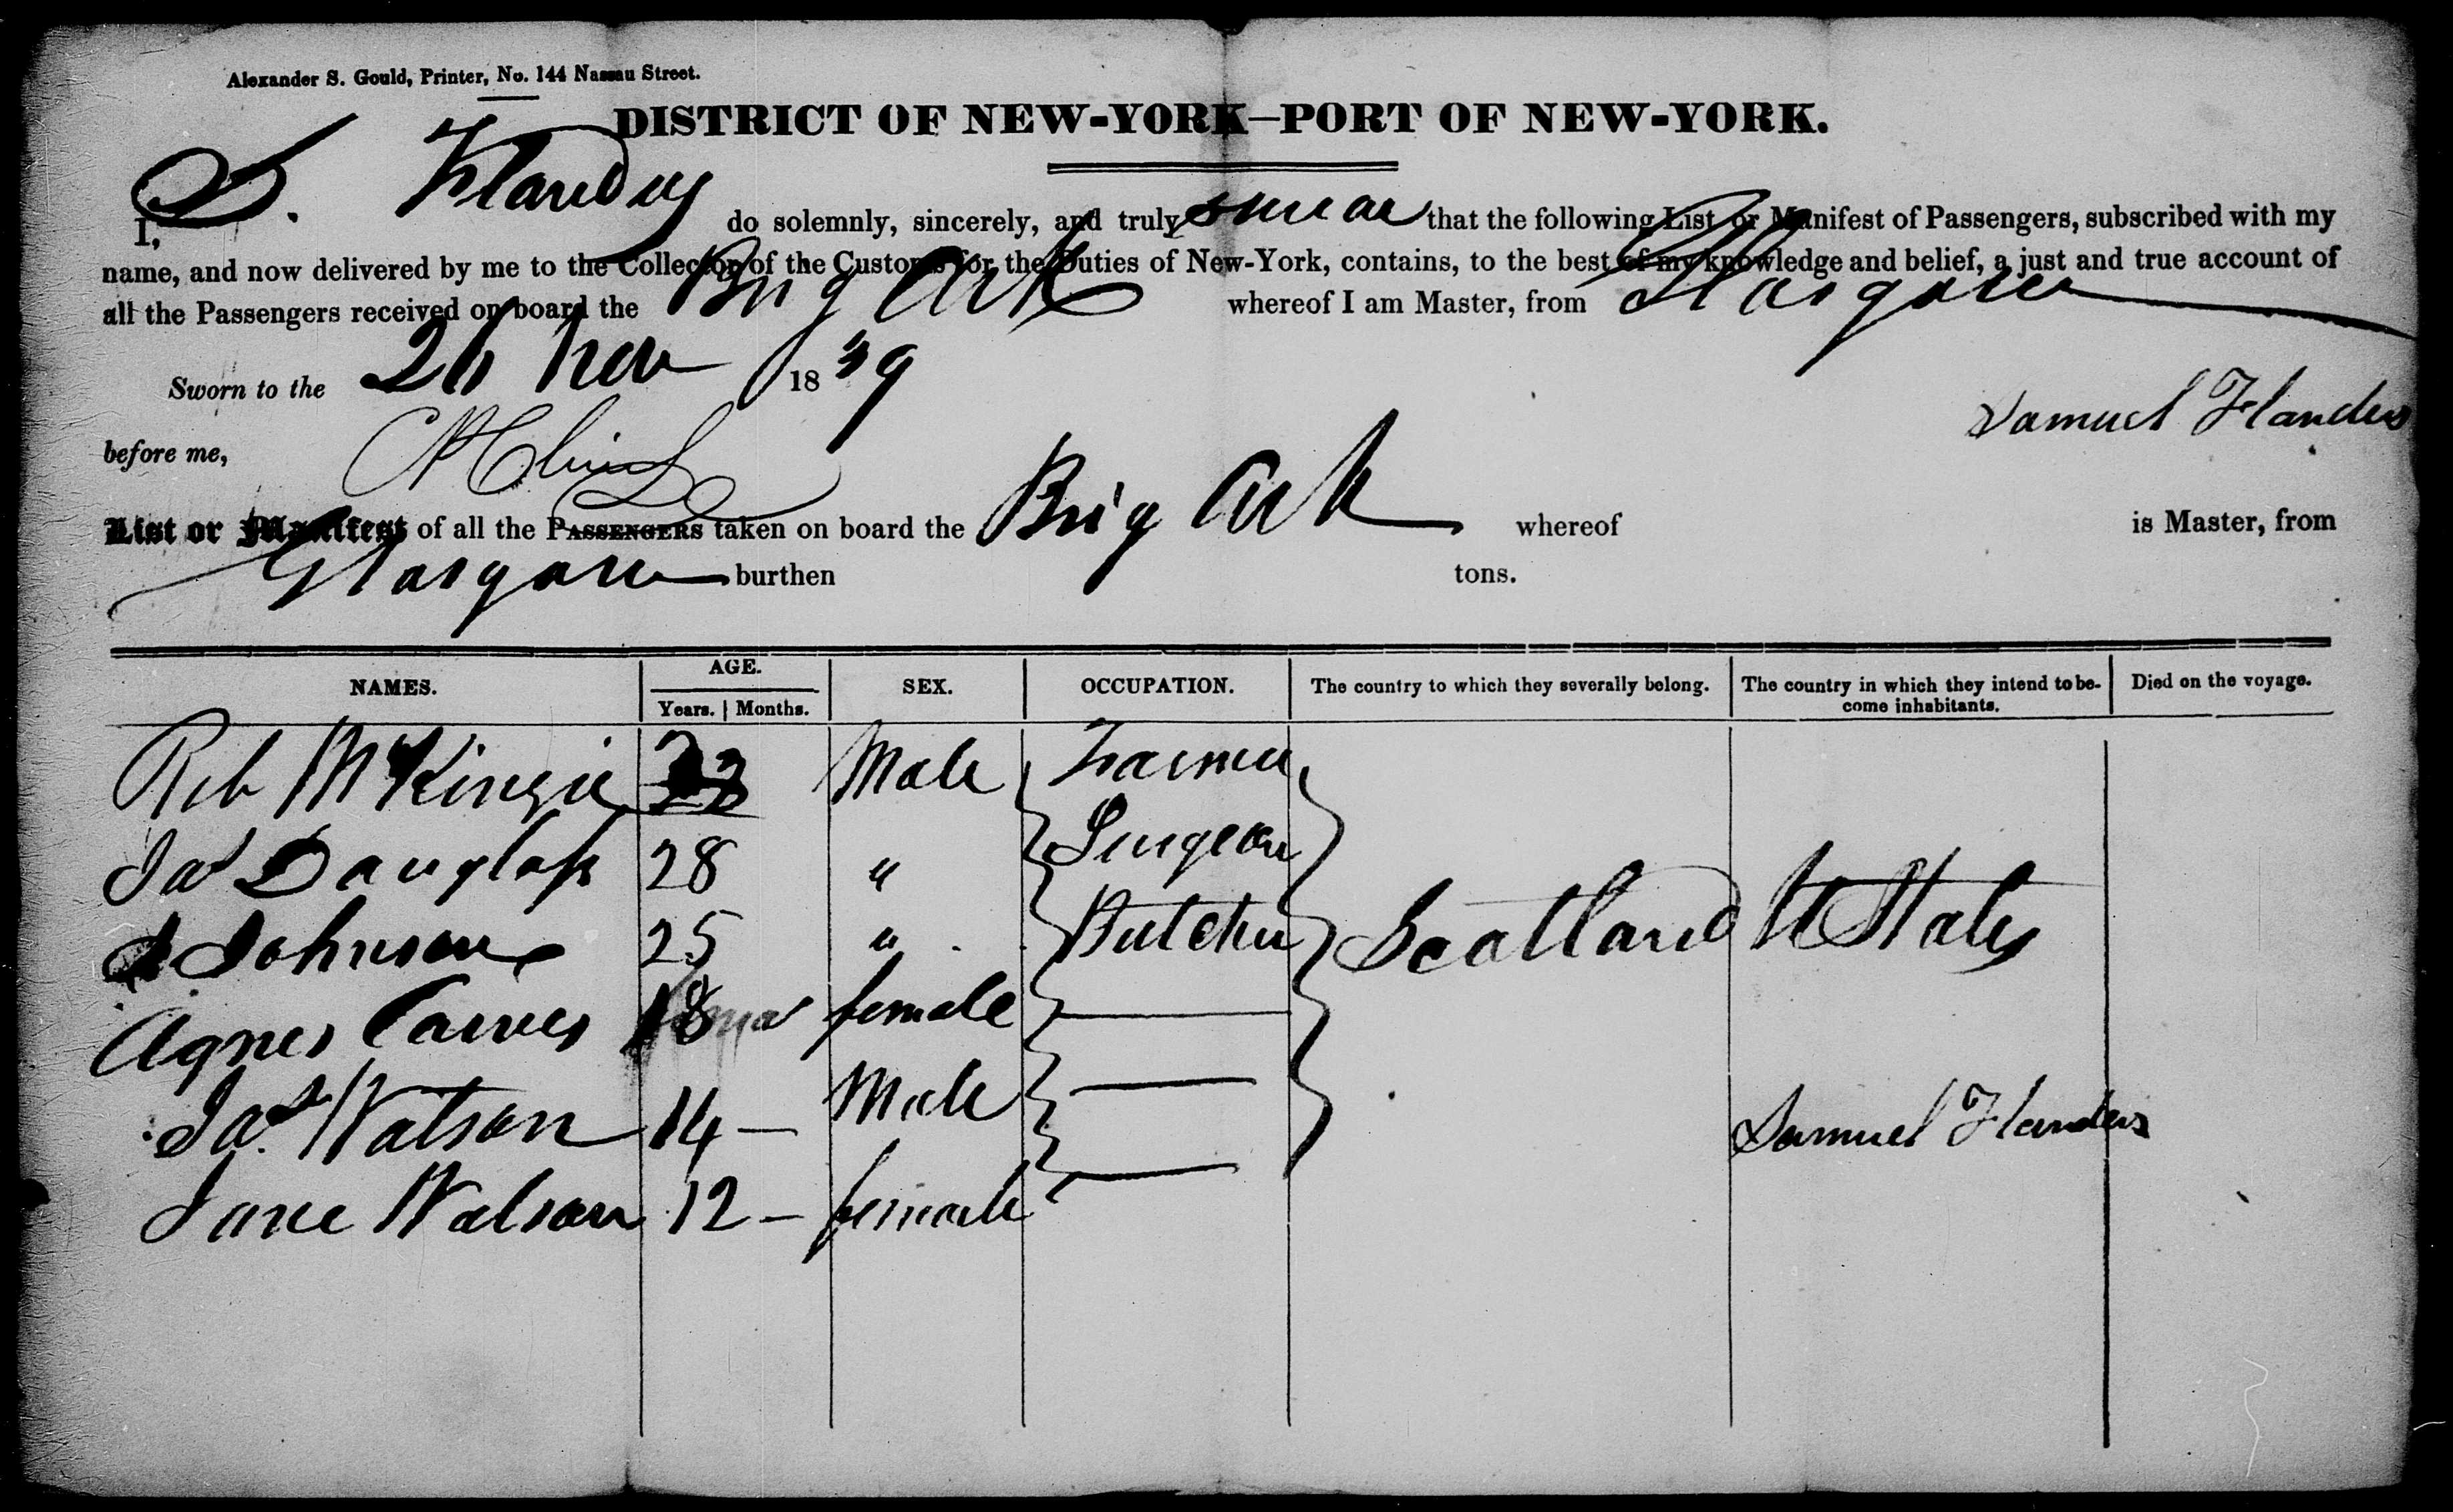 Alexander S. Gould, Printer, No. 144 Nassau Street.
DISTRICT OF NEW-YORK—PORT OF NEW-YORK.
I, S. Flanders do solemnly, sincerely, and truly swear that the following List or Manifest of Passengers, subscribed with my
name, and now delivered by me to the Collector of the Customs for the Duties of New-York, contains, to the best of my knowledge and belief, a just and true account of
all the Passengers received on board the Brig Ark whereof I am Master, from Glasgow
Sworn to the 26 Nov 1839
Samuel Flanders
before me,
List or Manifest of all the PASSENGERS taken on board the Brig Ark whereof is Master, from
Glasgow burthen tons.
NAMES. AGE. SEX. OCCUPATION. The country to which they severally belong. The country in which they intend to be- Died on the voyage.
Years. Months. come inhabitants.
Rob McKinzie Male Farmer
Jas Douglass 28 " Surgeon
J Johnson 25 " Butcher Scotland U States
Agnes 18 female
Jas. Watson 14 — Male
Samuel Flanders
Jane Watson 12 — female